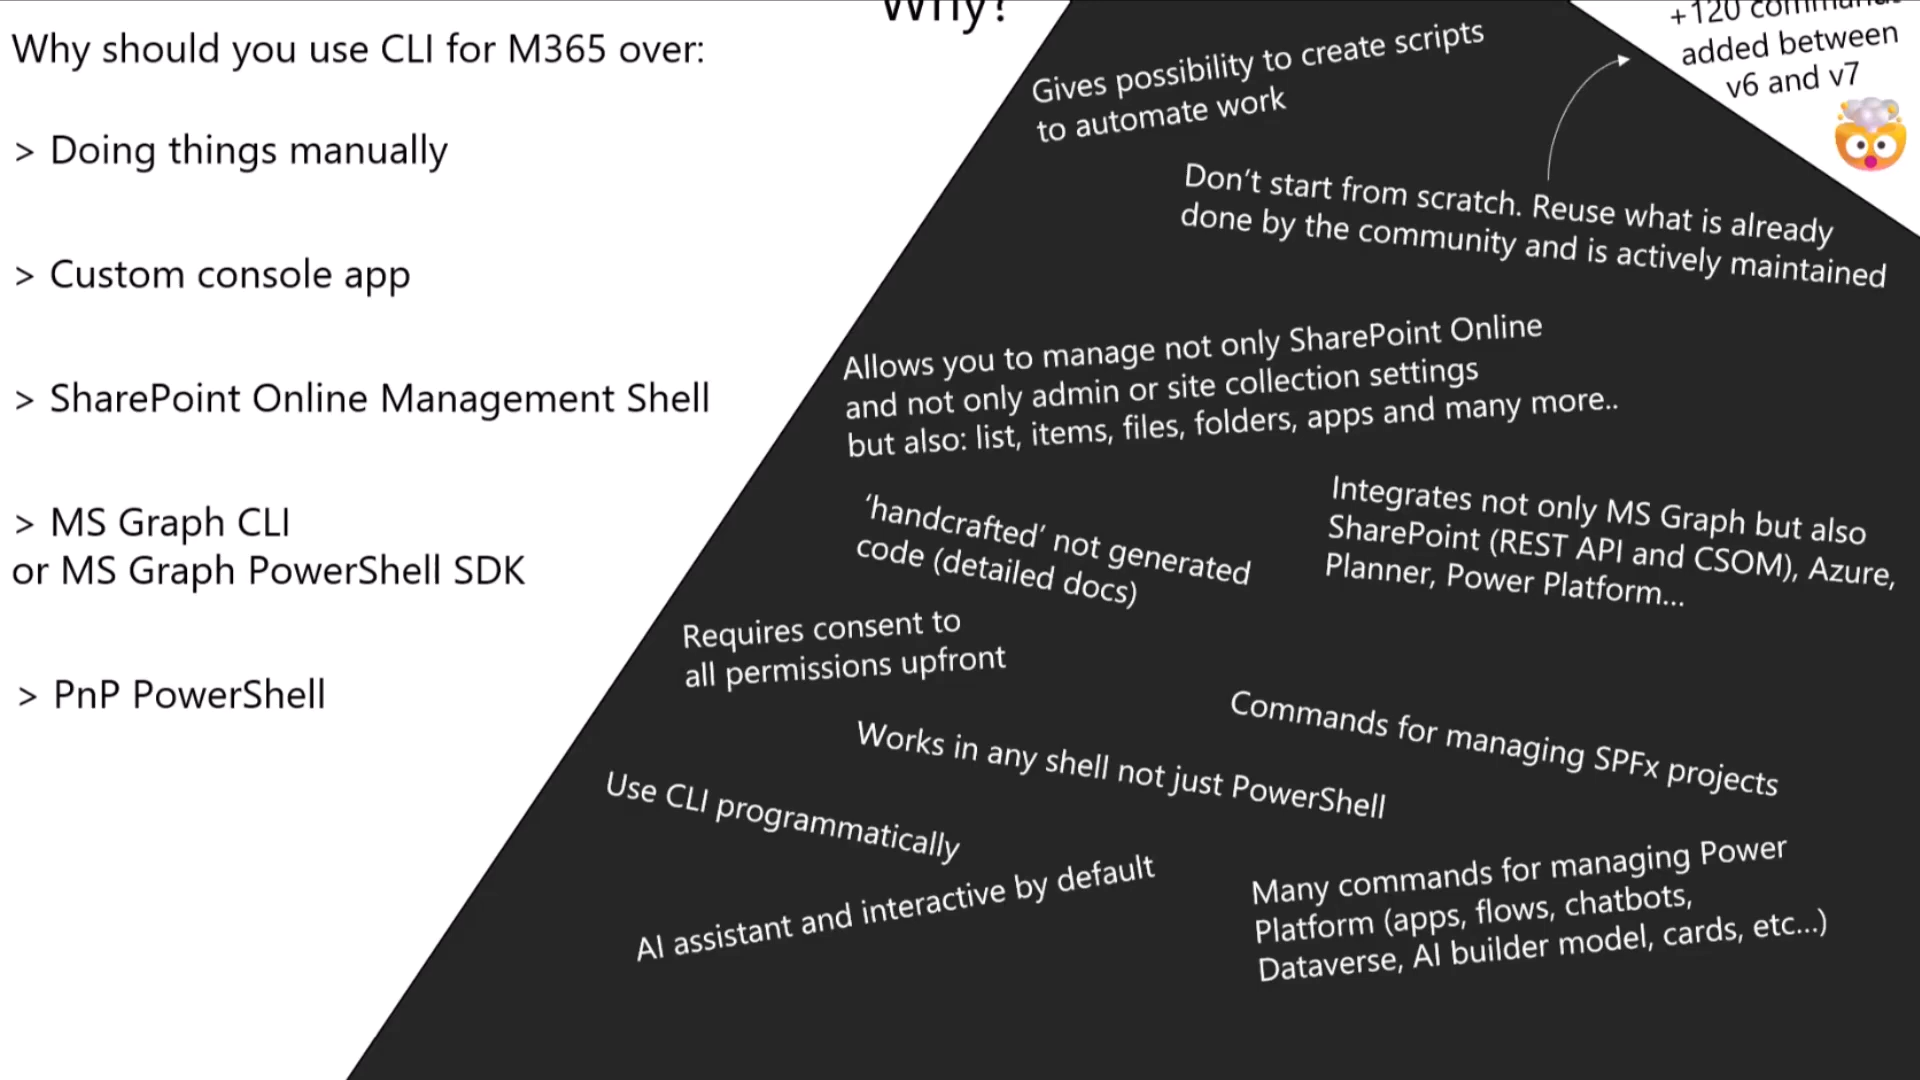 Why?
Why should you use CLI for M365 over:
> Doing things manually
> Custom console app
> SharePoint Online Management Shell
> MS Graph CLI
or MS Graph PowerShell SDK
> PnP PowerShell
Gives possibility to create scripts
to automate work
+120 commands
added between
v6 and v7
Don't start from scratch. Reuse what is already
done by the community and is actively maintained
Allows you to manage not only SharePoint Online
and not only admin or site collection settings
but also: list, items, files, folders, apps and many more..
‘handcrafted’ not generated
code (detailed docs)
Integrates not only MS Graph but also
SharePoint (REST API and CSOM), Azure,
Planner, Power Platform...
Requires consent to
all permissions upfront
Commands for managing SPFx projects
Works in any shell not just PowerShell
Use CLI programmatically
AI assistant and interactive by default
Many commands for managing Power
Platform (apps, flows, chatbots,
Dataverse, AI builder model, cards, etc...)